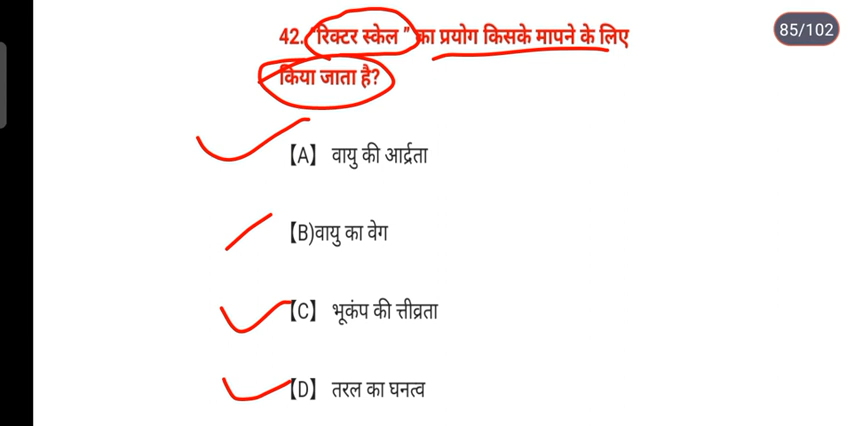 85/102
42. "रिक्टर स्केल " का प्रयोग किसके मापने के लिए
किया जाता है?
【A】 वायु की आर्द्रता
【B)वायु का वेग
【C】 भूकंप की त्तीव्रता
【D】 तरल का घनत्व